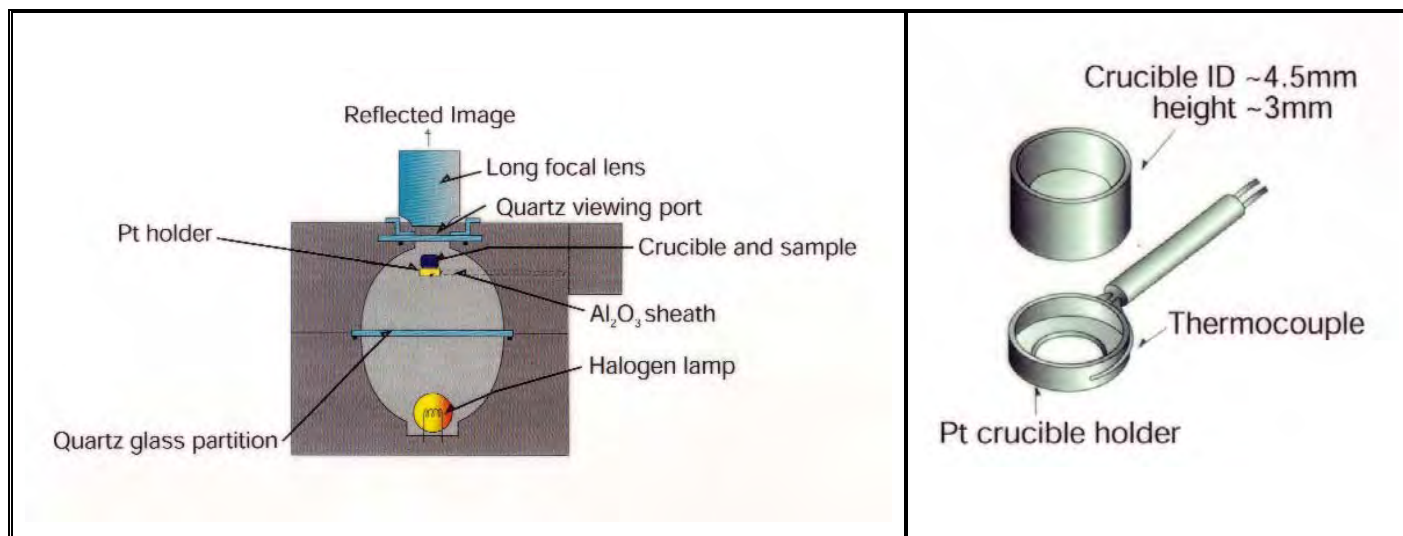 Reflected Image
Long focal lens
Quartz viewing port
Pt holder
Crucible and sample
Al₂O₃ sheath
Halogen lamp
Quartz glass partition
Crucible ID ~4.5mm
height ~3mm
Thermocouple
Pt crucible holder